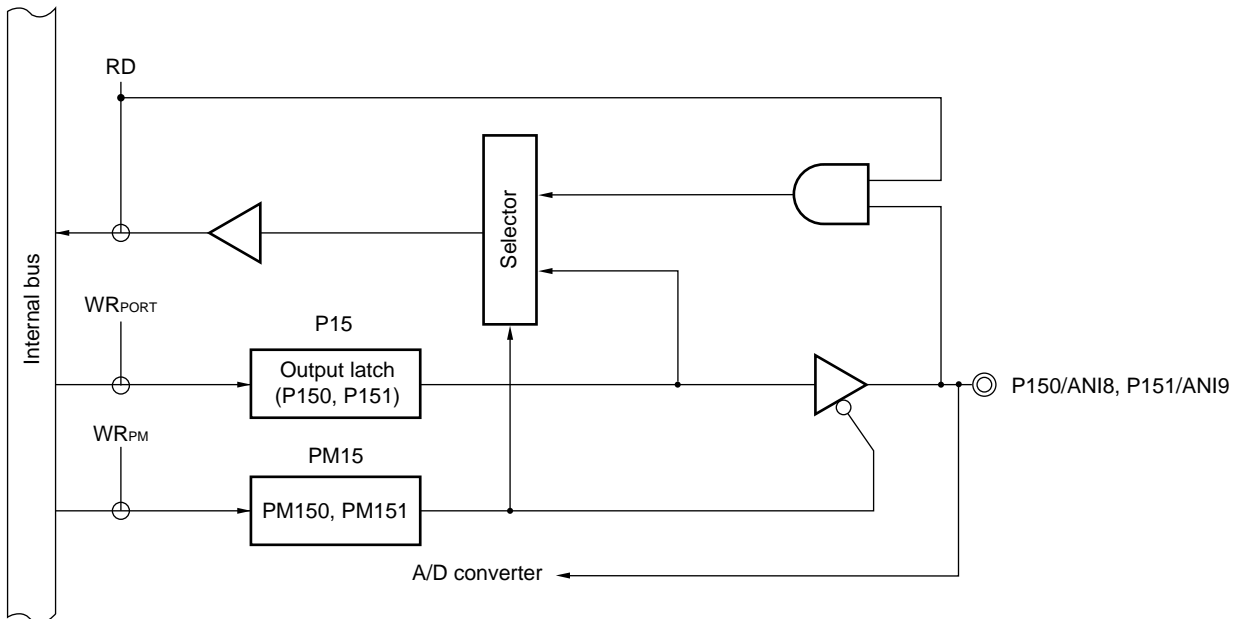 RD
Internal bus
Selector
WRPORT
P15
Output latch
(P150, P151)
P150/ANI8, P151/ANI9
WRPM
PM15
PM150, PM151
A/D converter